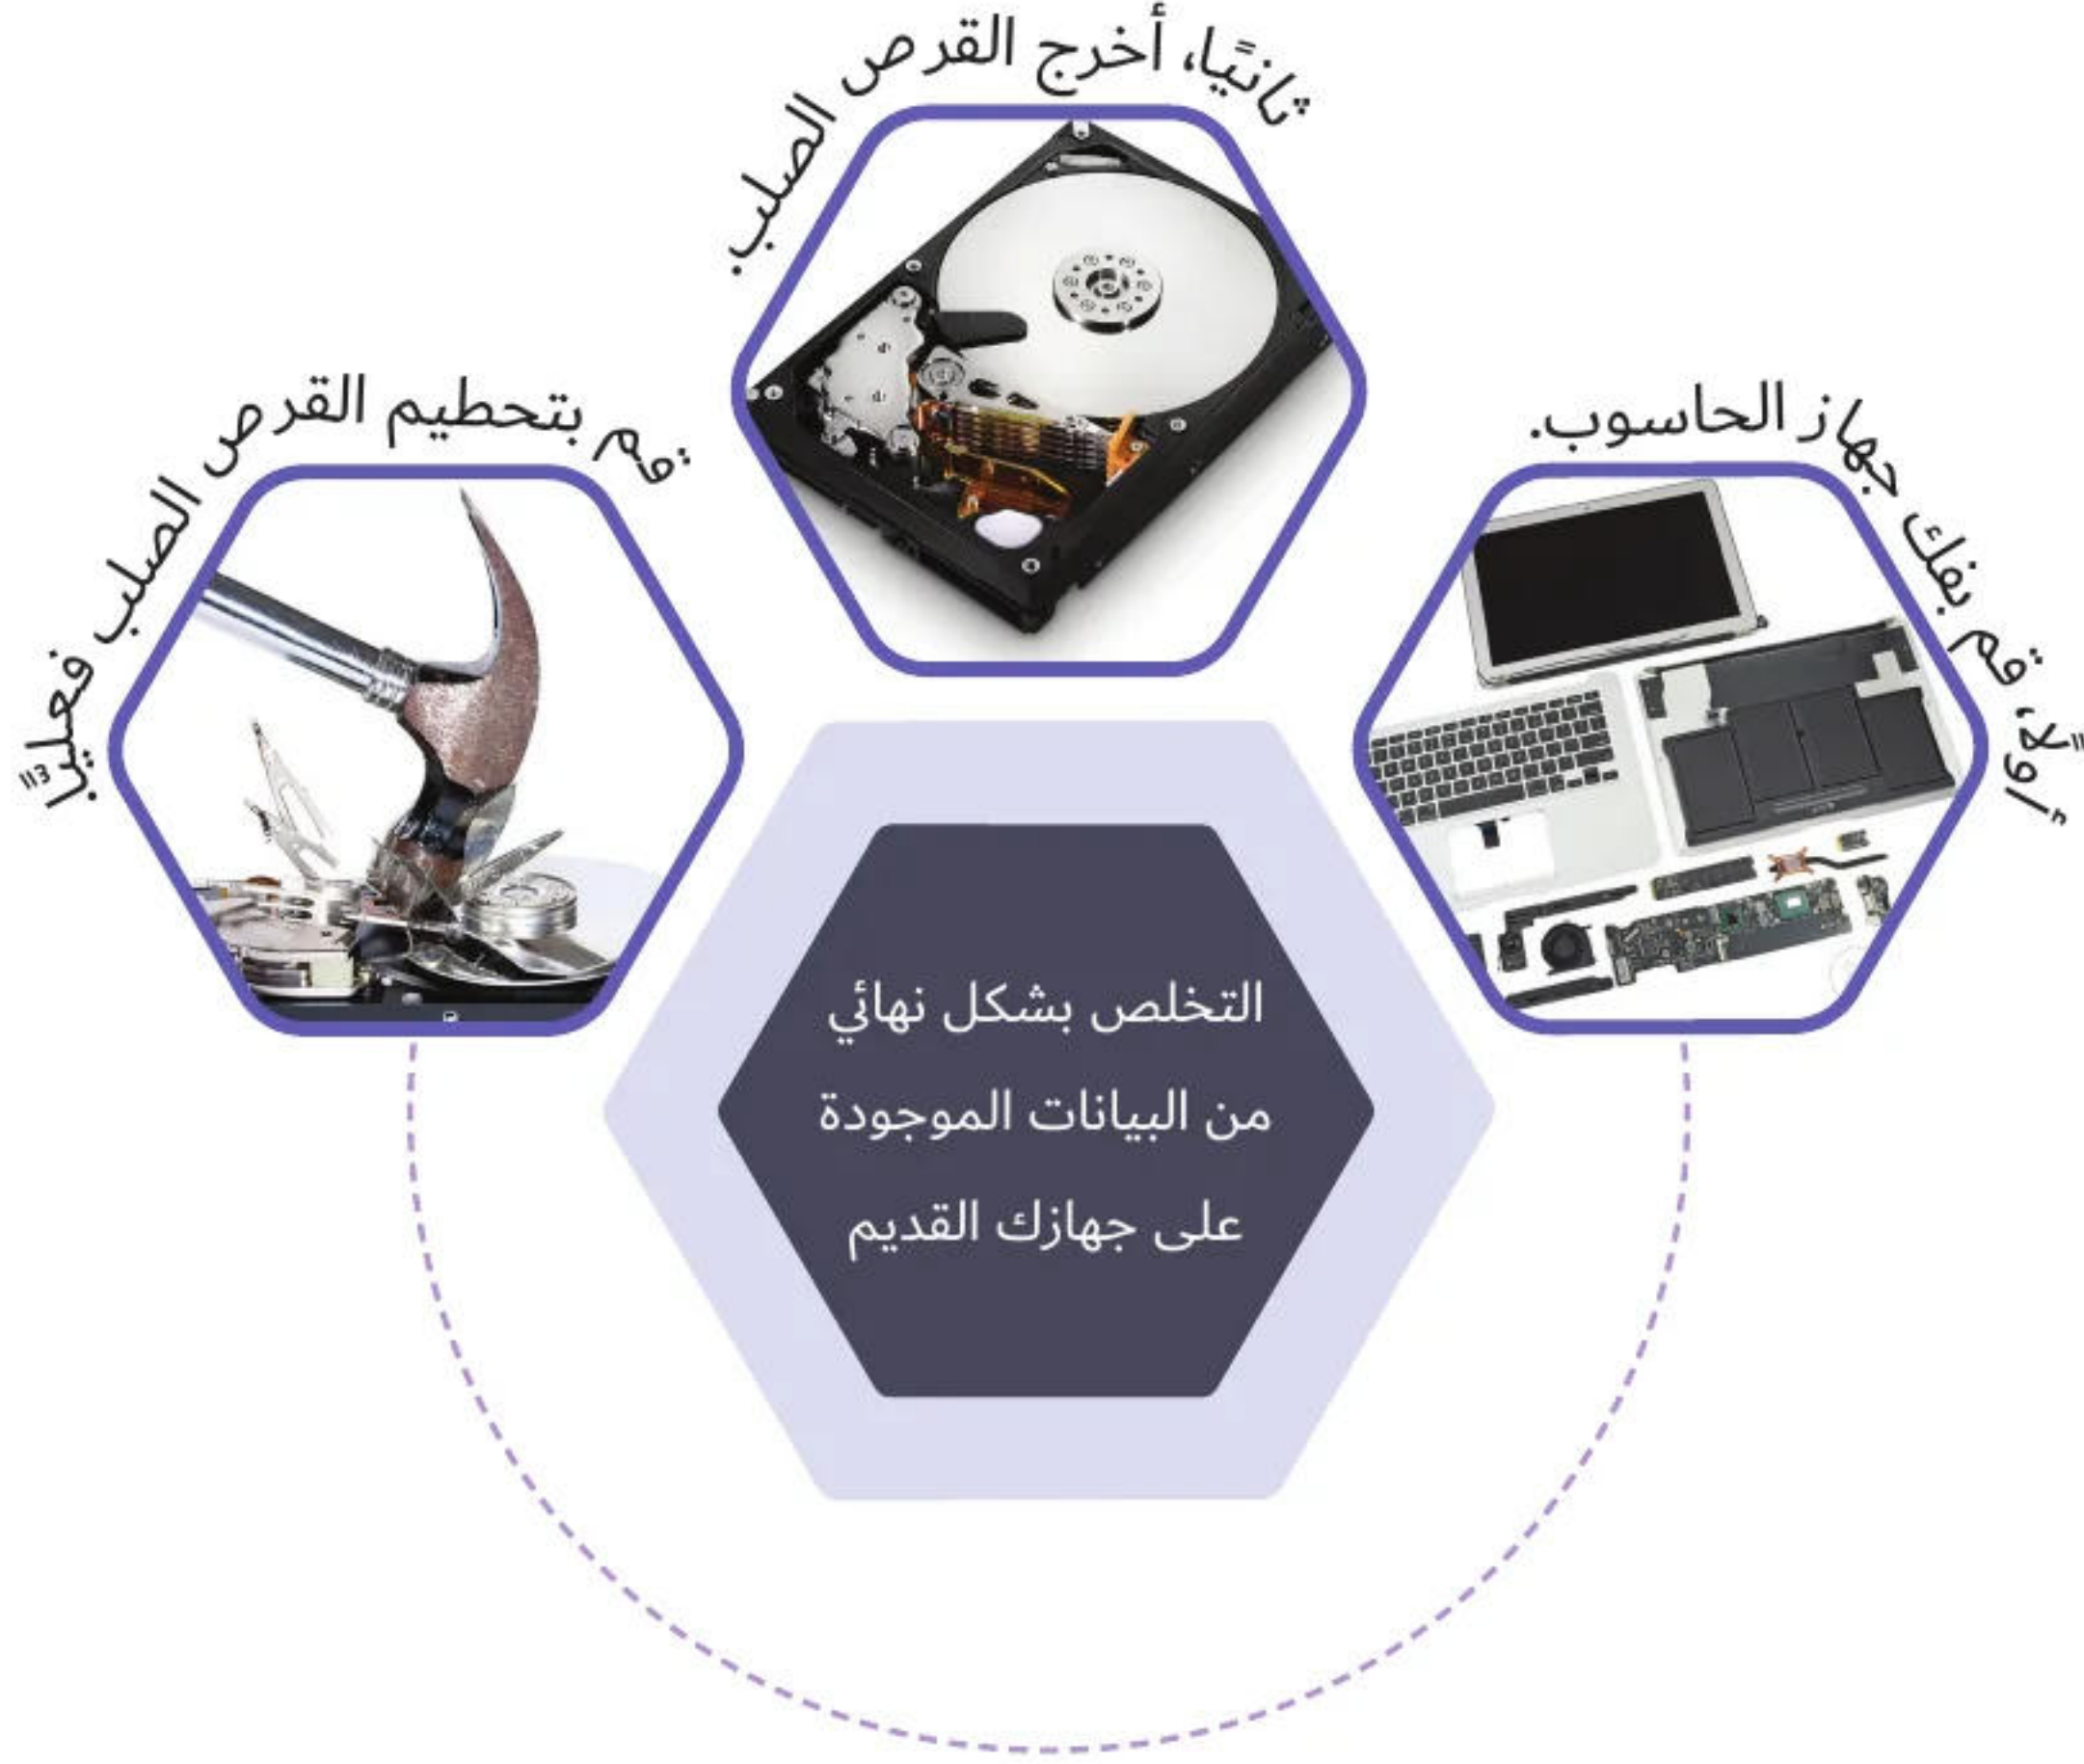 أولًا، قم بفك جهاز الحاسوب.
ثانيًا، أخرج القرص الصلب.
قم بتحطيم القرص الصلب فعليًّا
التخلص بشكل نهائي
من البيانات الموجودة
على جهازك القديم